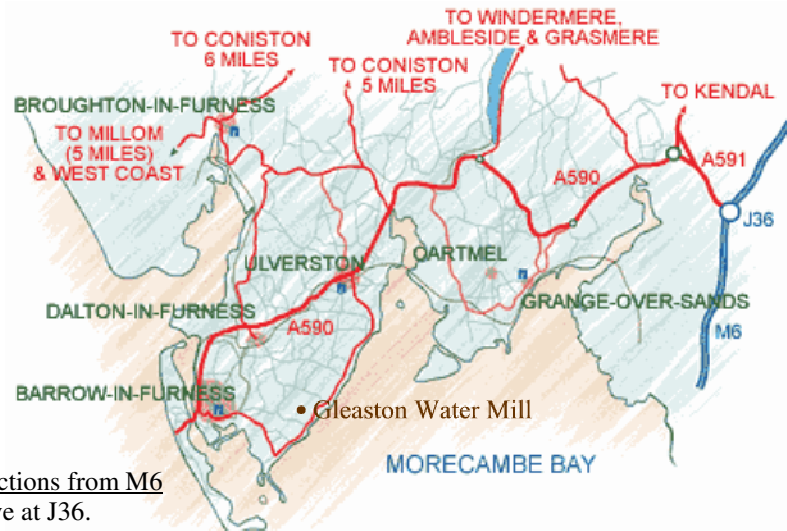 TO WINDERMERE,
AMBLESIDE & GRASMERE
TO CONISTON
6 MILES
TO CONISTON
5 MILES
BROUGHTON-IN-FURNESS
TO KENDAL
TO MILLOM
(5 MILES)
& WEST COAST
A591
A590
J36
CARTMEL
ULVERSTON
GRANGE-OVER-SANDS
DALTON-IN-FURNESS
A590
M6
BARROW-IN-FURNESS
• Gleaston Water Mill
MORECAMBE BAY
ctions from M6
ve at J36.